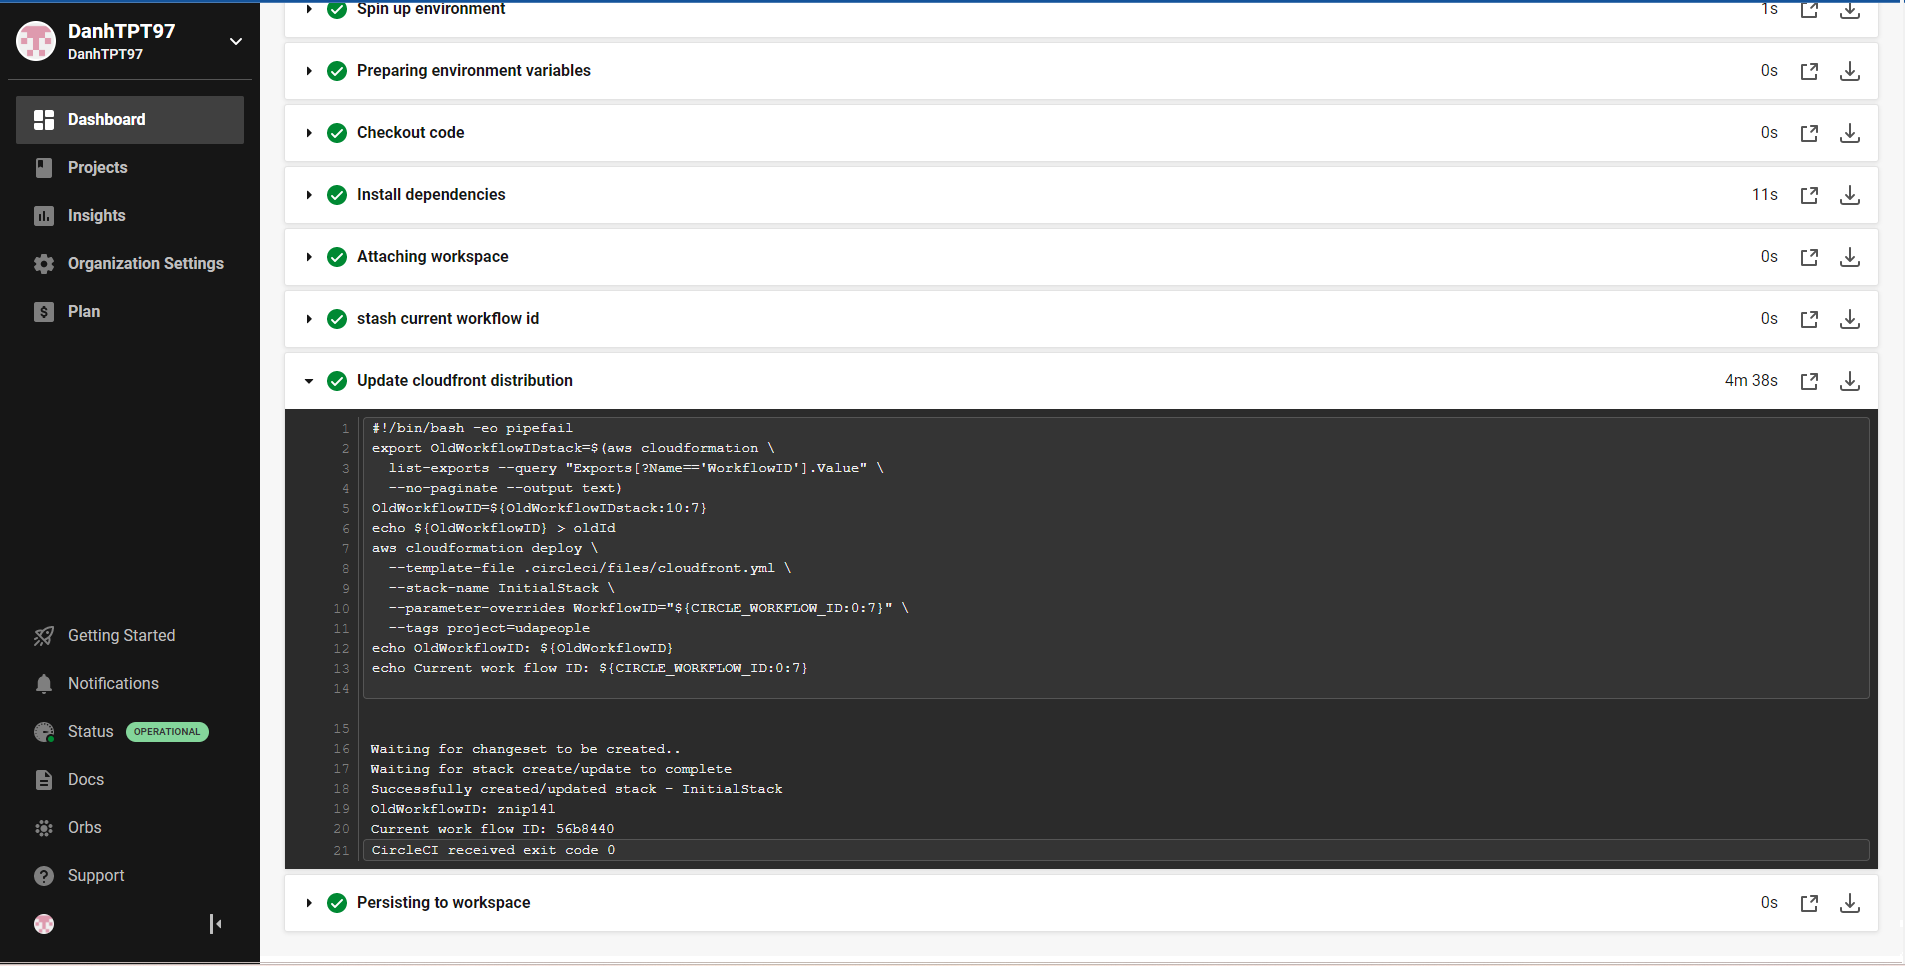 DanhTPT97
DanhTPT97
Dashboard
Projects
Insights
Organization Settings
Plan
Getting Started
Notifications
Status OPERATIONAL
Docs
Orbs
Support
Spin up environment 1s
Preparing environment variables 0s
Checkout code 0s
Install dependencies 11s
Attaching workspace 0s
stash current workflow id 0s
Update cloudfront distribution 4m 38s
1 #!/bin/bash -eo pipefail
2 export OldWorkflowIDstack=$(aws cloudformation \
3 list-exports --query "Exports[?Name=='WorkflowID'].Value" \
4 --no-paginate --output text)
5 OldWorkflowID=${OldWorkflowIDstack:10:7}
6 echo ${OldWorkflowID} > oldId
7 aws cloudformation deploy \
8 --template-file .circleci/files/cloudfront.yml \
9 --stack-name InitialStack \
10 --parameter-overrides WorkflowID="${CIRCLE_WORKFLOW_ID:0:7}" \
11 --tags project=udapeople
12 echo OldWorkflowID: ${OldWorkflowID}
13 echo Current work flow ID: ${CIRCLE_WORKFLOW_ID:0:7}
14
15
16 Waiting for changeset to be created..
17 Waiting for stack create/update to complete
18 Successfully created/updated stack - InitialStack
19 OldWorkflowID: znip14l
20 Current work flow ID: 56b8440
21 CircleCI received exit code 0
Persisting to workspace 0s